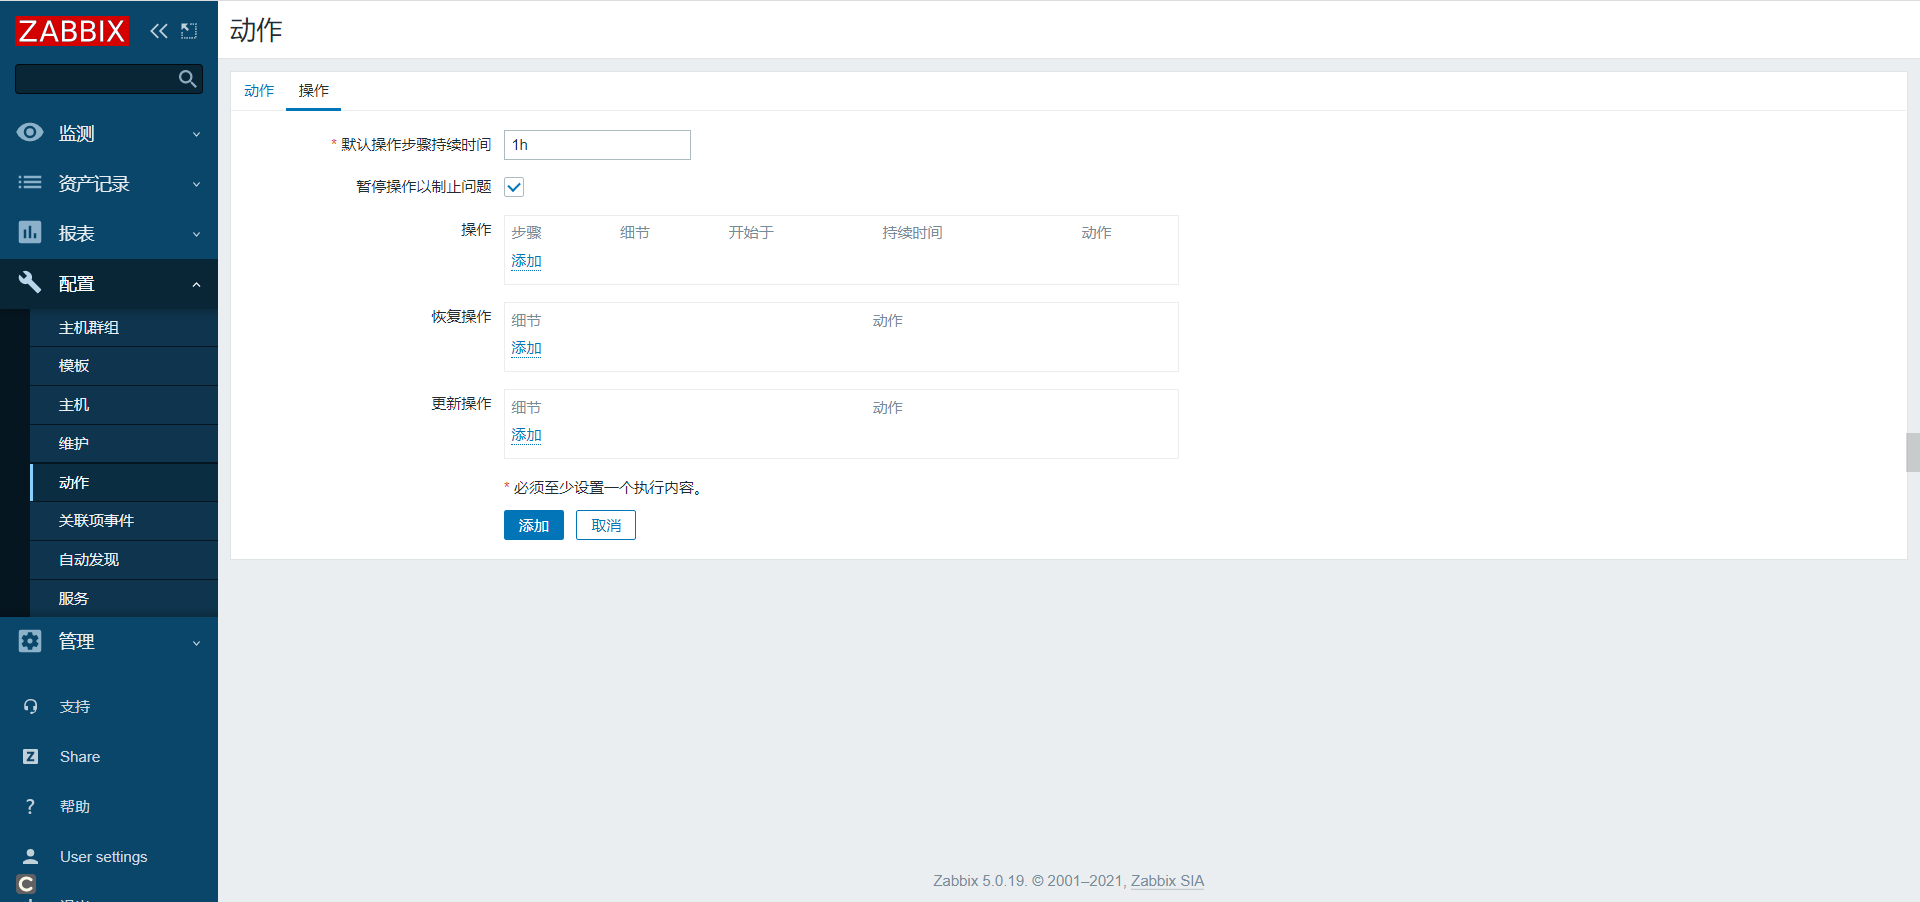 ZABBIX
监测
资产记录
报表
配置
主机群组
模板
主机
维护
动作
关联项事件
自动发现
服务
管理
支持
Share
帮助
User settings
动作
动作 操作
* 默认操作步骤持续时间 1h
暂停操作以制止问题
操作 步骤 细节 开始于 持续时间 动作
添加
恢复操作 细节 动作
添加
更新操作 细节 动作
添加
* 必须至少设置一个执行内容。
添加 取消
Zabbix 5.0.19. © 2001–2021, Zabbix SIA